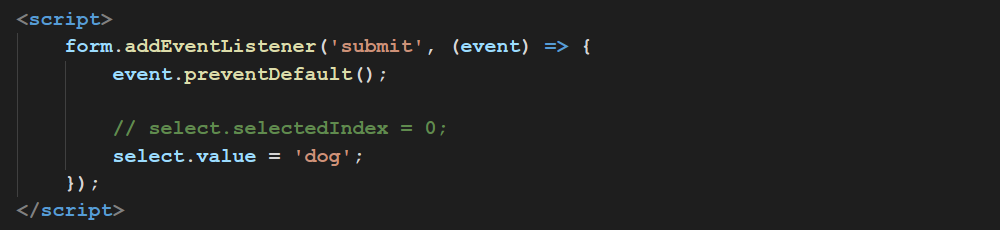 <script>
form.addEventListener('submit', (event) => {
event.preventDefault();
// select.selectedIndex = 0;
select.value = 'dog';
});
</script>